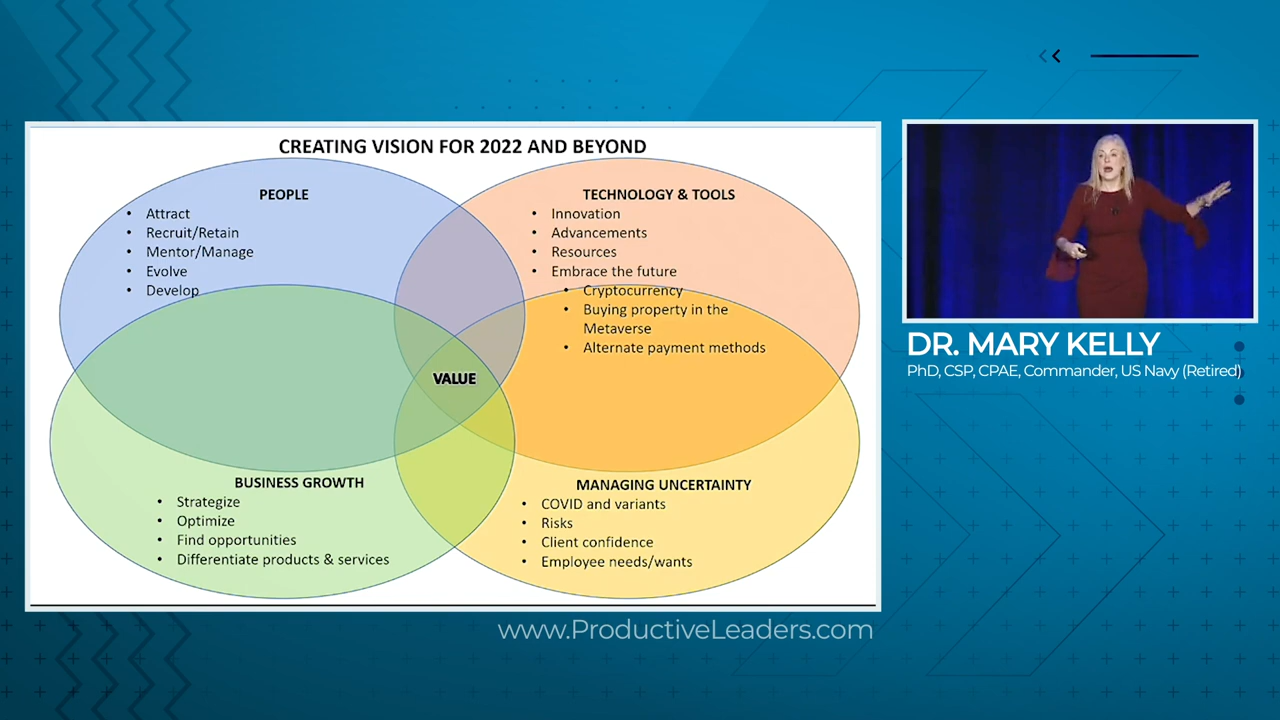 CREATING VISION FOR 2022 AND BEYOND
PEOPLE
• Attract
• Recruit/Retain
• Mentor/Manage
• Evolve
• Develop
TECHNOLOGY & TOOLS
• Innovation
• Advancements
• Resources
• Embrace the future
• Cryptocurrency
• Buying property in the
Metaverse
• Alternate payment methods
VALUE
BUSINESS GROWTH
• Strategize
• Optimize
• Find opportunities
• Differentiate products & services
MANAGING UNCERTAINTY
• COVID and variants
• Risks
• Client confidence
• Employee needs/wants
DR. MARY KELLY
PhD, CSP, CPAE, Commander, US Navy (Retired)
www.ProductiveLeaders.com